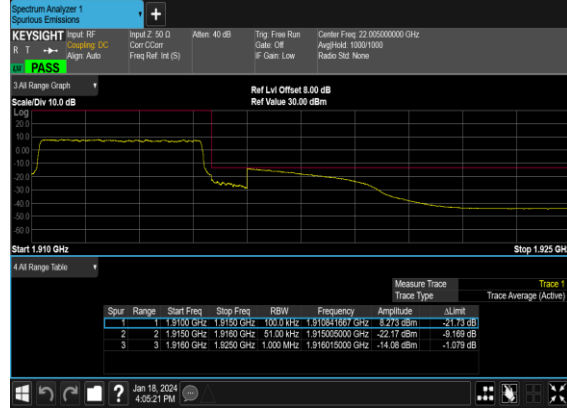 Spectrum Analyzer 1
Spurious Emissions
+
KEYSIGHT Input: RF Input Z: 50 Ω Atten: 40 dB Trig: Free Run Center Freq: 22.005000000 GHz
R T Coupling: DC Corr CCorr Gate: Off Avg|Hold: 1000/1000
Align: Auto Freq Ref: Int (S) IF Gain: Low Radio Std: None
LW PASS
3 All Range Graph
Ref Lvl Offset 8.00 dB
Scale/Div 10.0 dB Ref Value 30.00 dBm
Log
20.0
10.0
0.00
-10.0
-20.0
-30.0
-40.0
-50.0
-60.0
Start 1.910 GHz Stop 1.925 GH
4 All Range Table
Measure Trace Trace 1
Trace Type Trace Average (Active)
Spur Range Start Freq Stop Freq RBW Frequency Amplitude ΔLimit
1 1 1.9100 GHz 1.9150 GHz 100.0 kHz 1.910841667 GHz 8.273 dBm -21.73 dB
2 2 1.9150 GHz 1.9160 GHz 51.00 kHz 1.915005000 GHz -22.17 dBm -9.169 dB
3 3 1.9160 GHz 1.9250 GHz 1.000 MHz 1.916015000 GHz -14.08 dBm -1.079 dB
? Jan 18, 2024
4:05:21 PM